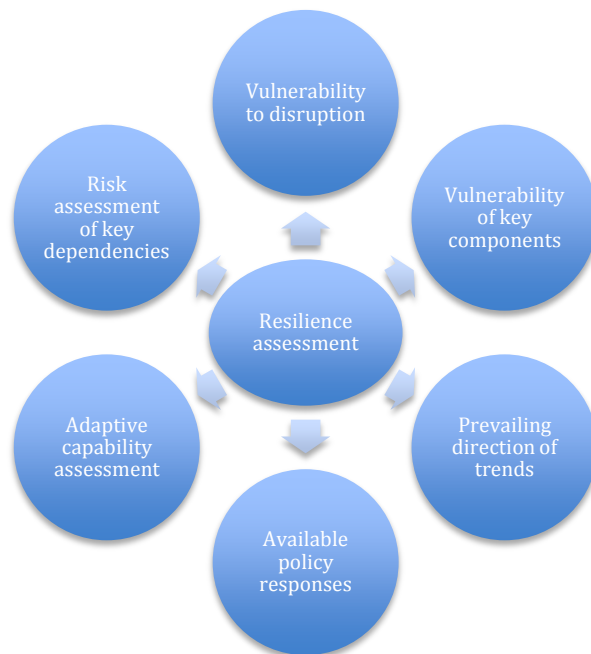 Vulnerability
to disruption
Risk
assessment
of key
dependencies
Vulnerability
of key
components
Resilience
assessment
Adaptive
capability
assessment
Prevailing
direction of
trends
Available
policy
responses